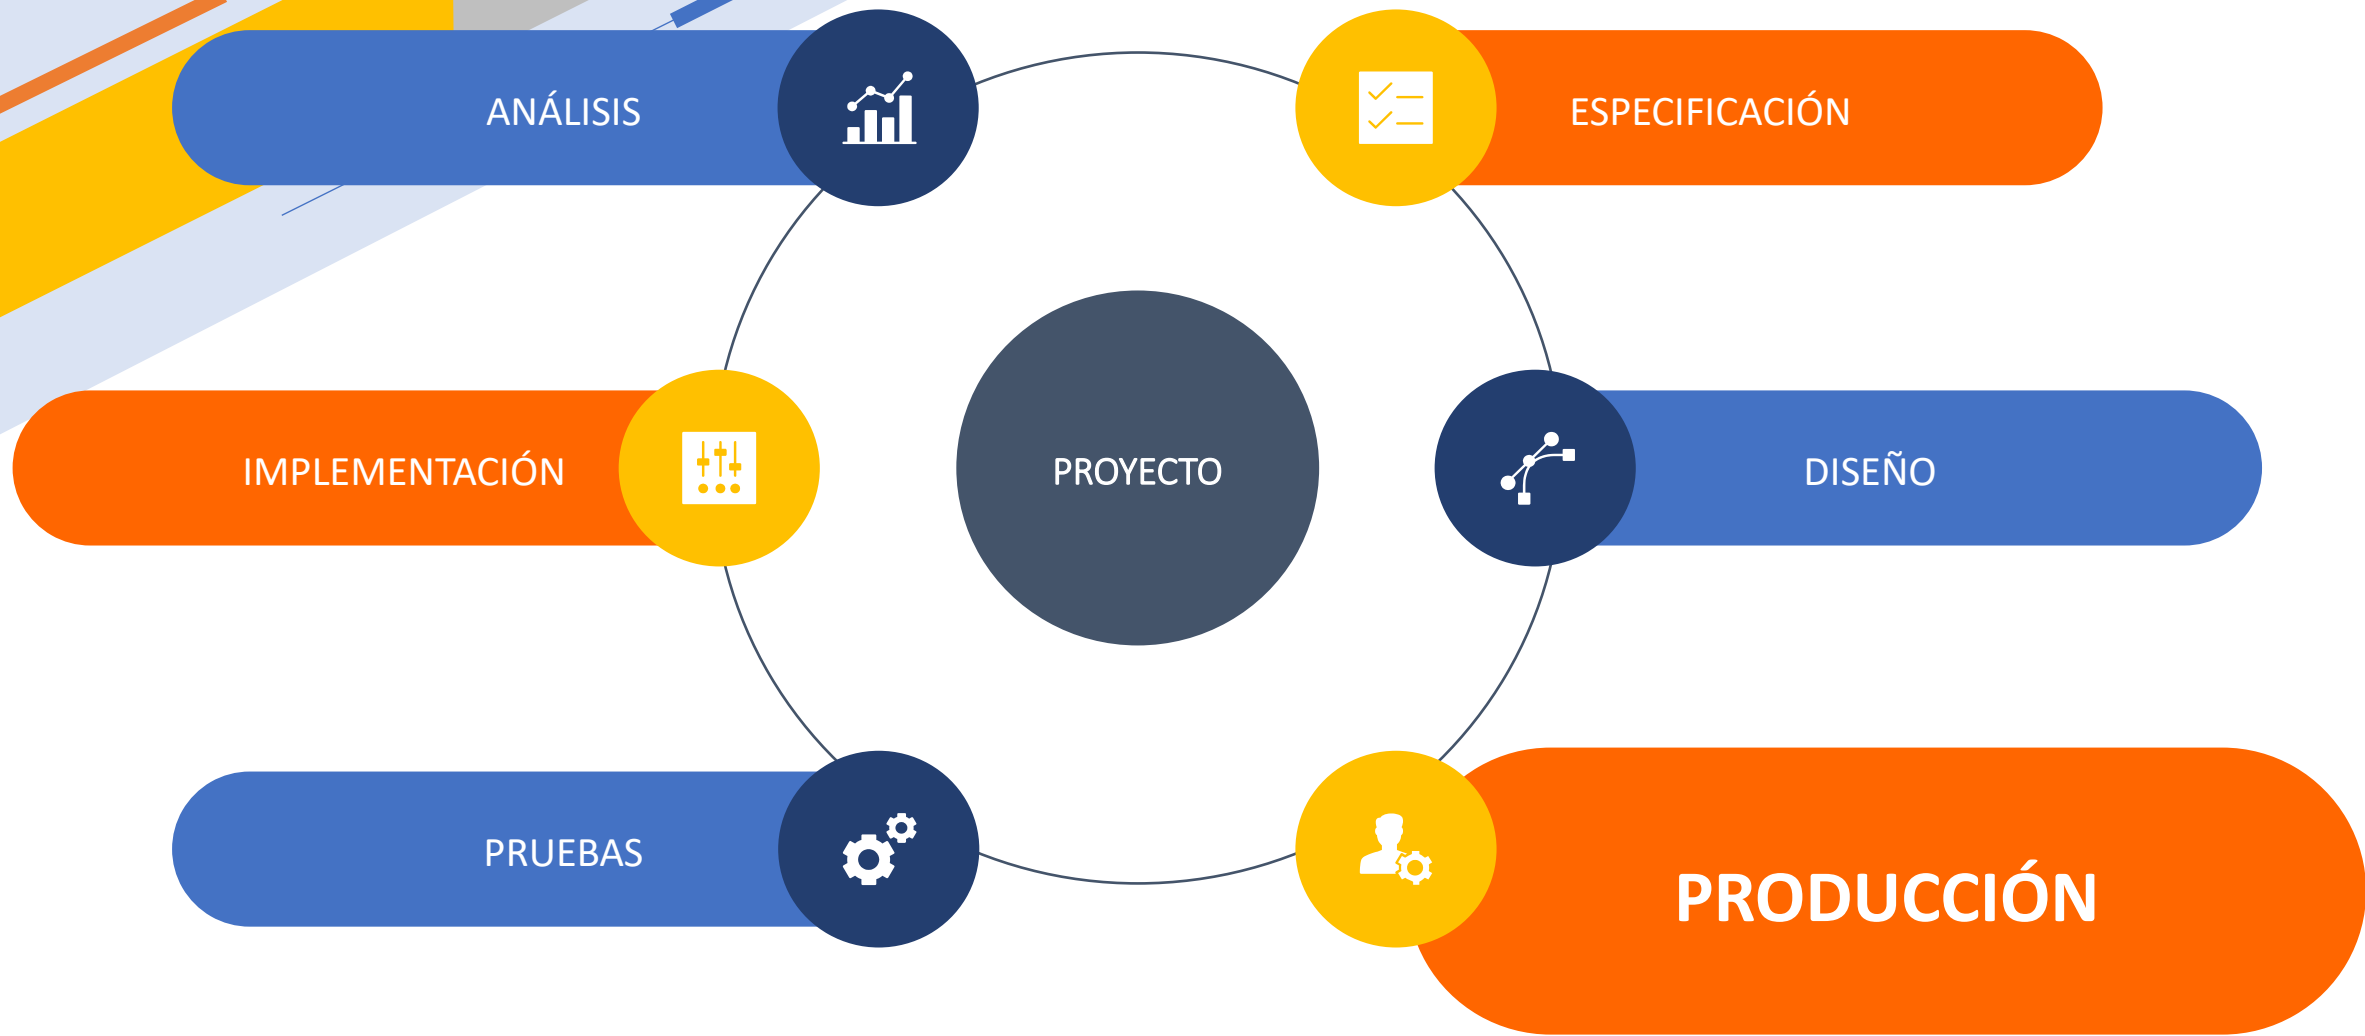 ANÁLISIS
ESPECIFICACIÓN
IMPLEMENTACIÓN
PROYECTO
DISEÑO
PRUEBAS
PRODUCCIÓN